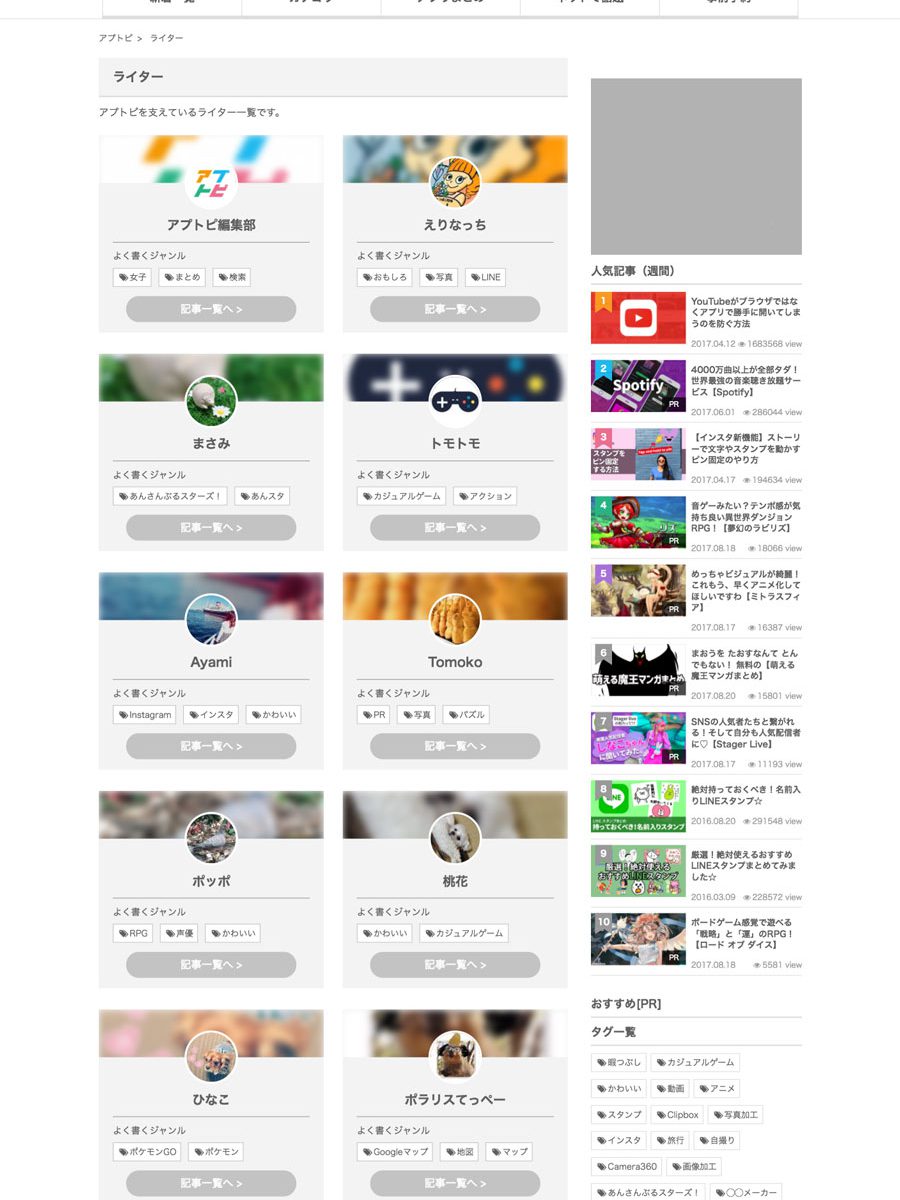 アプトピ > ライター
ライター
アプトピを支えているライター一覧です。
アプ
トピ
アプトピ編集部
よく書くジャンル
女子 まとめ 検索
記事一覧へ >
えりなっち
よく書くジャンル
おもしろ 写真 LINE
記事一覧へ >
まさみ
よく書くジャンル
あんさんぶるスターズ！ あんスタ
記事一覧へ >
トモトモ
よく書くジャンル
カジュアルゲーム アクション
記事一覧へ >
Ayami
よく書くジャンル
Instagram インスタ かわいい
記事一覧へ >
Tomoko
よく書くジャンル
PR 写真 パズル
記事一覧へ >
ポッポ
よく書くジャンル
RPG 声優 かわいい
記事一覧へ >
桃花
よく書くジャンル
かわいい カジュアルゲーム
記事一覧へ >
ひなこ
よく書くジャンル
ポケモンGO ポケモン
記事一覧へ >
ポラリスてっぺー
よく書くジャンル
Googleマップ 地図 マップ
記事一覧へ >
人気記事（週間）
1
YouTubeがブラウザではな
くアプリで勝手に開いてしま
うのを防ぐ方法
2017.04.12 1683568 view
2
Spotify
PR
4000万曲以上が全部タダ！
世界最強の音楽聴き放題サー
ビス【Spotify】
2017.06.01 286044 view
3
スタンプを
ピン固定
する方法
【インスタ新機能】ストーリ
ーで文字やスタンプを動かす
ピン固定のやり方
2017.04.17 194634 view
4
PR
音ゲーみたい？テンポ感が気
持ち良い異世界ダンジョン
RPG！【夢幻のラビリズ】
2017.08.18 18066 view
5
PR
めっちゃビジュアルが綺麗！
これもう、早くアニメ化して
ほしいですわ【ミトラスフィ
ア】
2017.08.17 16387 view
6
萌える魔王マンガまとめ
PR
まおうを たおすなんて とん
でもない！ 無料の【萌える
魔王マンガまとめ】
2017.08.20 15801 view
7
Stager live
しなこちゃん
に聞いてみた
PR
SNSの人気者たちと繋がれ
る！そして自分も人気配信者
に♡【Stager Live】
2017.08.17 11193 view
8
LINE
持っておくべき！名前入りスタンプ
絶対持っておくべき！名前入
りLINEスタンプ☆
2016.08.20 291548 view
9
厳選！絶対使える
おすすめLINEスタンプ
厳選！絶対使えるおすすめ
LINEスタンプまとめてみま
した☆
2016.03.09 228572 view
10
PR
ボードゲーム感覚で遊べる
「戦略」と「運」のRPG！
【ロード オブ ダイス】
2017.08.18 5581 view
おすすめ[PR]
タグ一覧
暇つぶし カジュアルゲーム
かわいい 動画 アニメ
スタンプ Clipbox 写真加工
インスタ 旅行 自撮り
Camera360 画像加工
あんさんぶるスターズ！ 〇〇メーカー